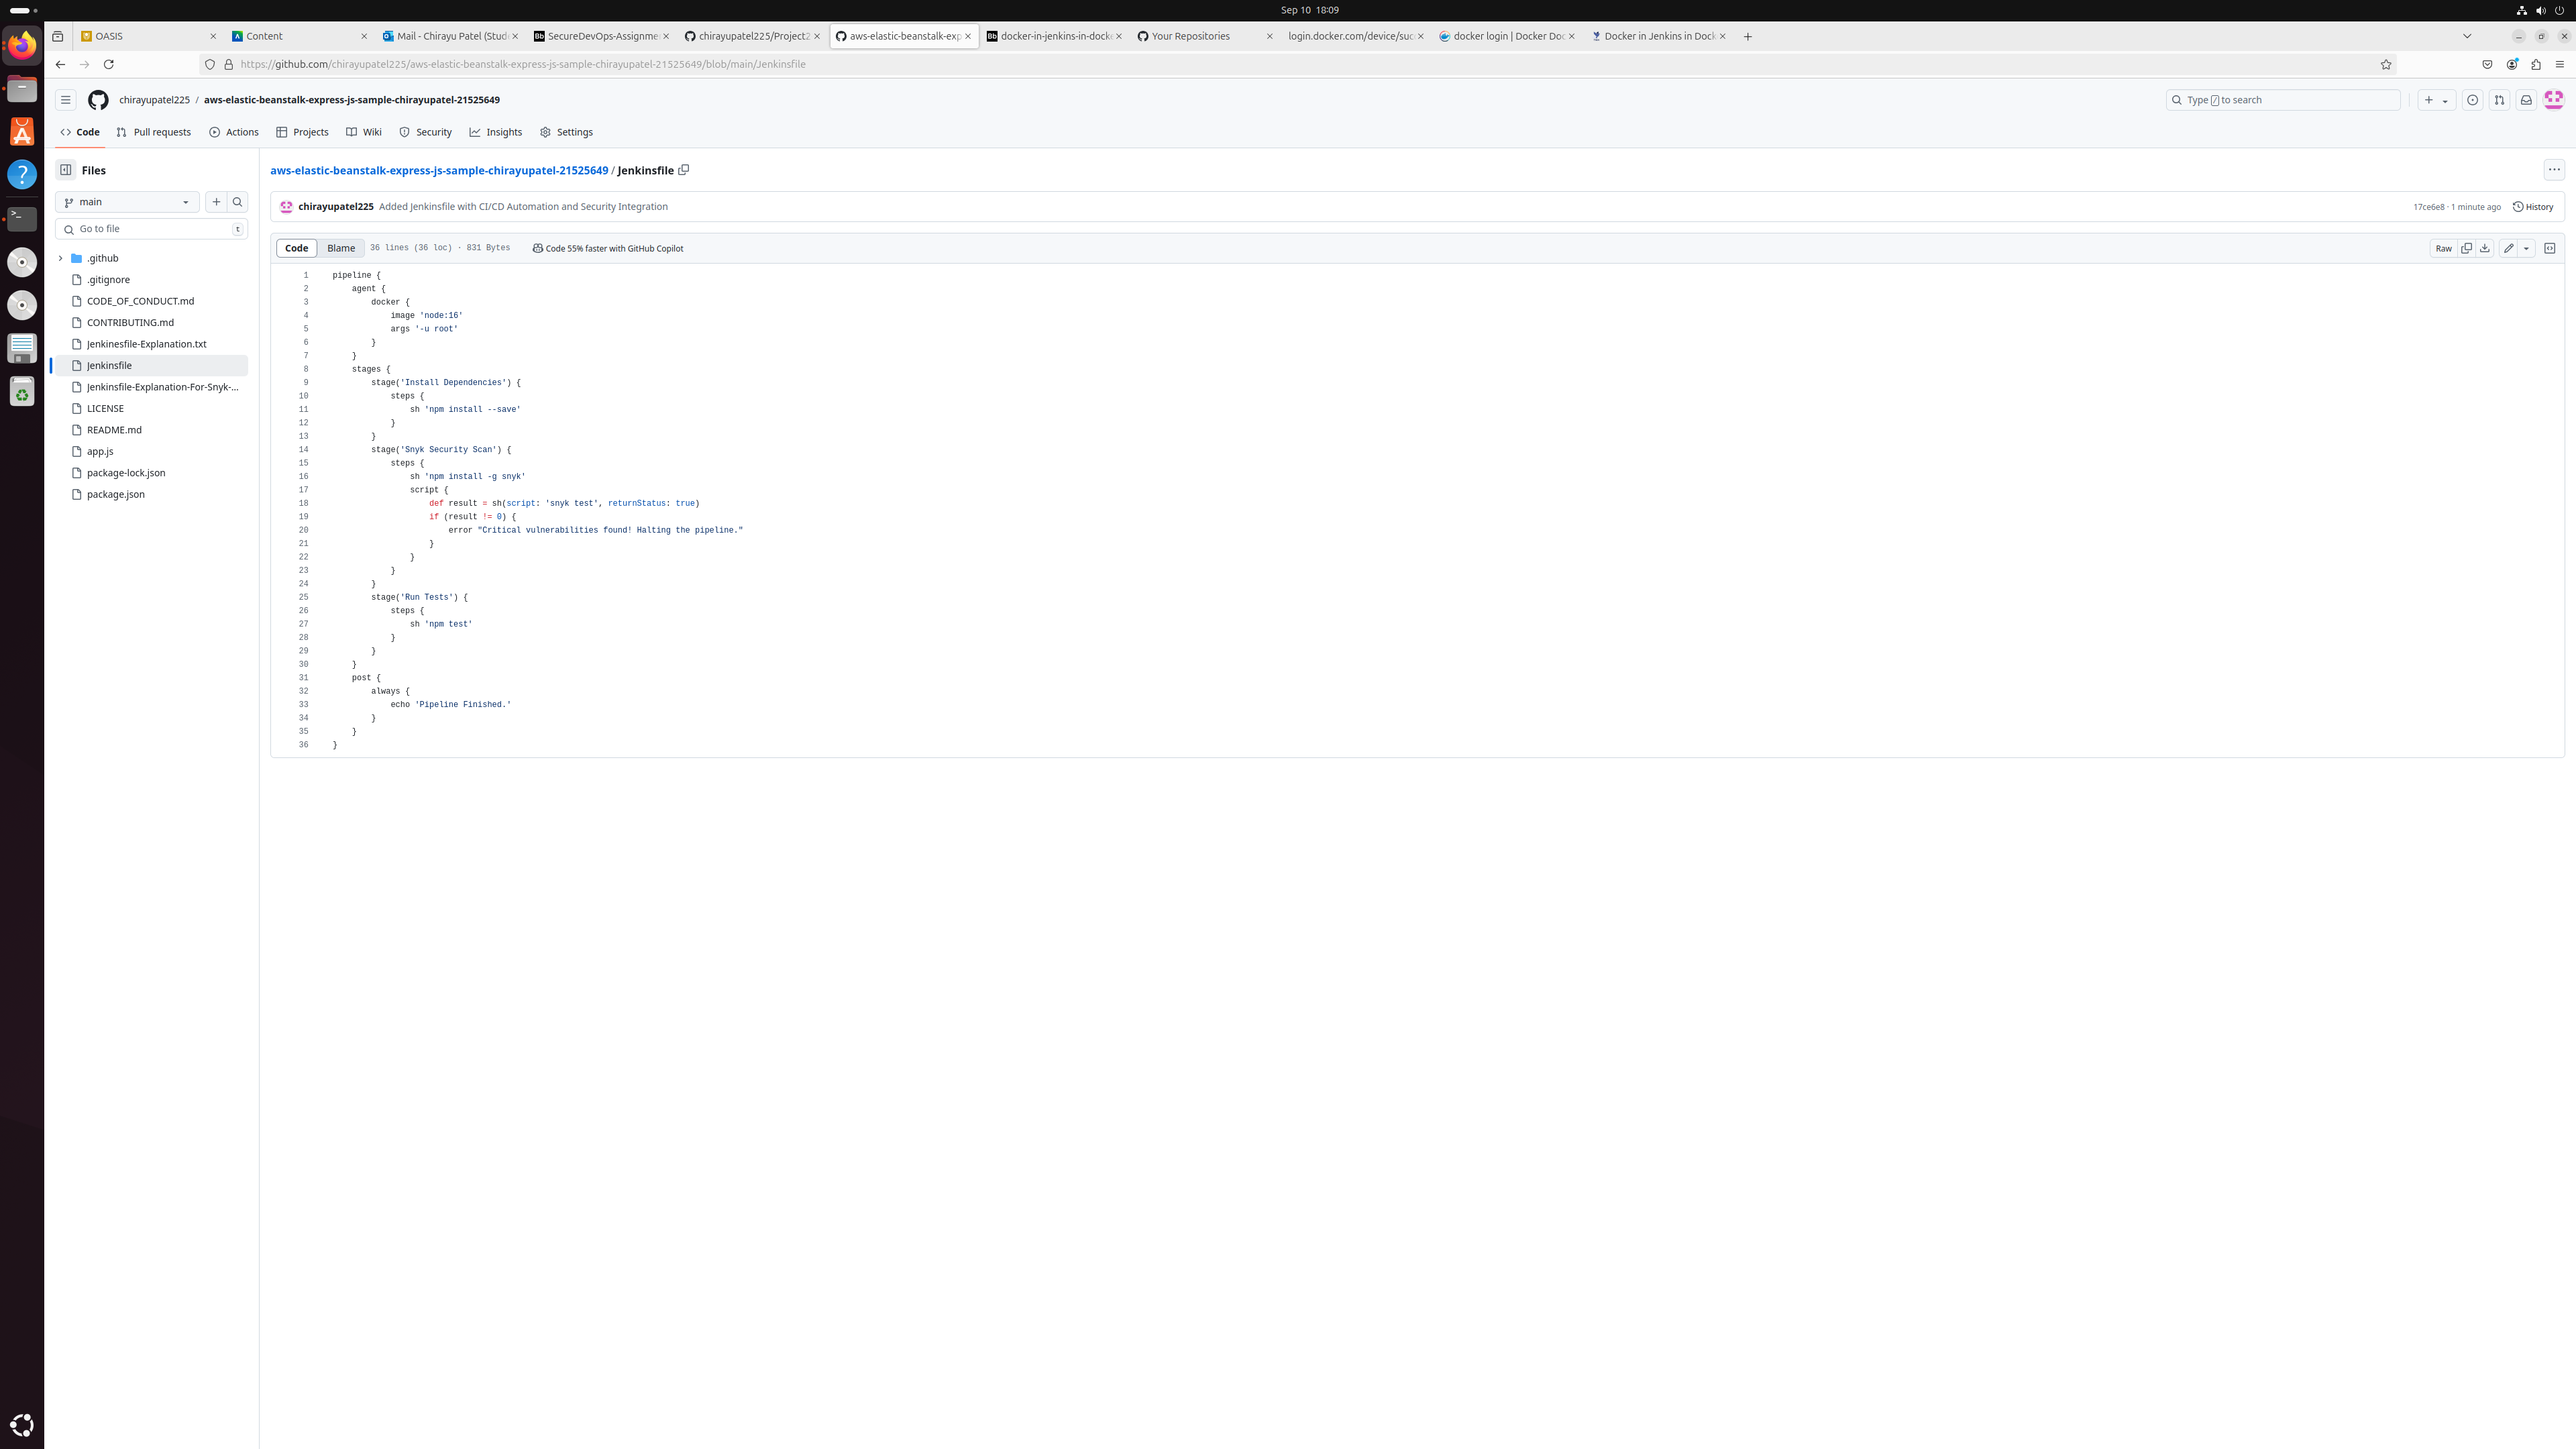 Sep 10 18:09
OASIS
Content
Mail - Chirayu Patel (Stud
SecureDevOps-Assignme
chirayupatel225/Project2
aws-elastic-beanstalk-exp
docker-in-jenkins-in-docke
Your Repositories
login.docker.com/device/suc
docker login | Docker Doc
Docker in Jenkins in Dock
https://github.com/chirayupatel225/aws-elastic-beanstalk-express-js-sample-chirayupatel-21525649/blob/main/Jenkinsfile
chirayupatel225 / aws-elastic-beanstalk-express-js-sample-chirayupatel-21525649
Type / to search
Code
Pull requests
Actions
Projects
Wiki
Security
Insights
Settings
Files
main
Go to file
t
.github
.gitignore
CODE_OF_CONDUCT.md
CONTRIBUTING.md
Jenkinesfile-Explanation.txt
Jenkinsfile
Jenkinsfile-Explanation-For-Snyk-...
LICENSE
README.md
app.js
package-lock.json
package.json
aws-elastic-beanstalk-express-js-sample-chirayupatel-21525649 / Jenkinsfile
chirayupatel225 Added Jenkinsfile with CI/CD Automation and Security Integration
17ce6e8 · 1 minute ago
History
Code
Blame
36 lines (36 loc) · 831 Bytes
Code 55% faster with GitHub Copilot
Raw
1 pipeline {
2 agent {
3 docker {
4 image 'node:16'
5 args '-u root'
6 }
7 }
8 stages {
9 stage('Install Dependencies') {
10 steps {
11 sh 'npm install --save'
12 }
13 }
14 stage('Snyk Security Scan') {
15 steps {
16 sh 'npm install -g snyk'
17 script {
18 def result = sh(script: 'snyk test', returnStatus: true)
19 if (result != 0) {
20 error "Critical vulnerabilities found! Halting the pipeline."
21 }
22 }
23 }
24 }
25 stage('Run Tests') {
26 steps {
27 sh 'npm test'
28 }
29 }
30 }
31 post {
32 always {
33 echo 'Pipeline Finished.'
34 }
35 }
36 }